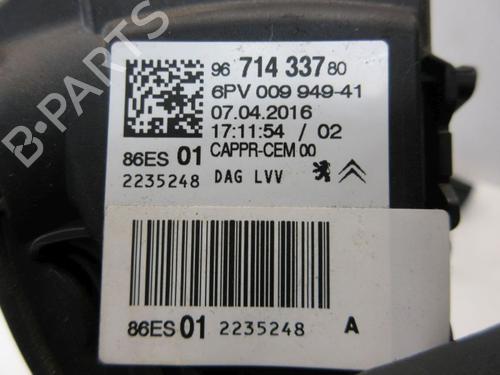 96 714 337 80
6PV 009 949-41
07.04.2016
17:11:54 / 02
86ES 01 CAPPR-CEM 00
2235248 DAG LVV
86ES 01 2235248 A
B-PARTS